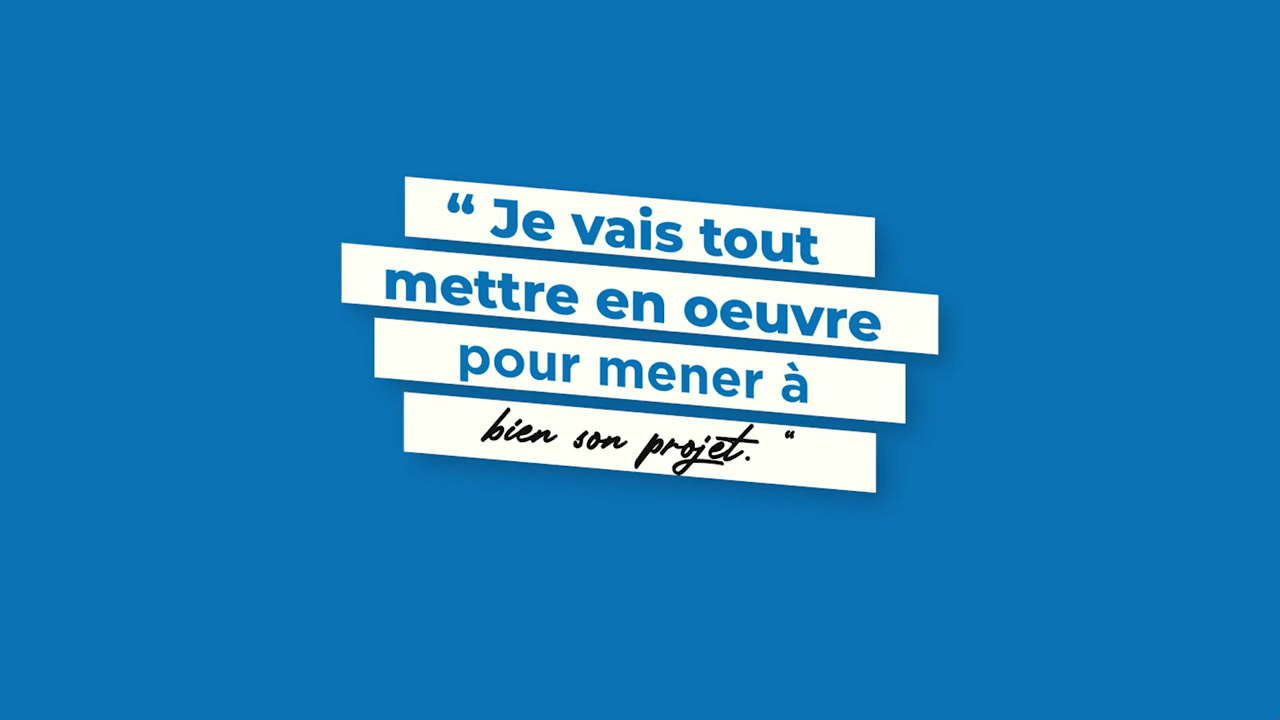 “ Je vais tout
mettre en oeuvre
pour mener à
bien son projet. “